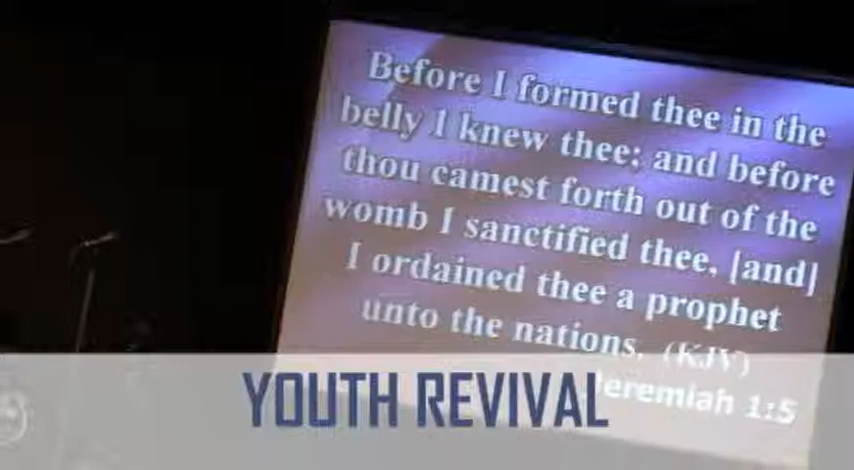 Before I formed thee in the
belly I knew thee; and before
thou camest forth out of the
womb I sanctified thee, [and]
I ordained thee a prophet
unto the nations. (KJV)
Jeremiah 1:5
YOUTH REVIVAL